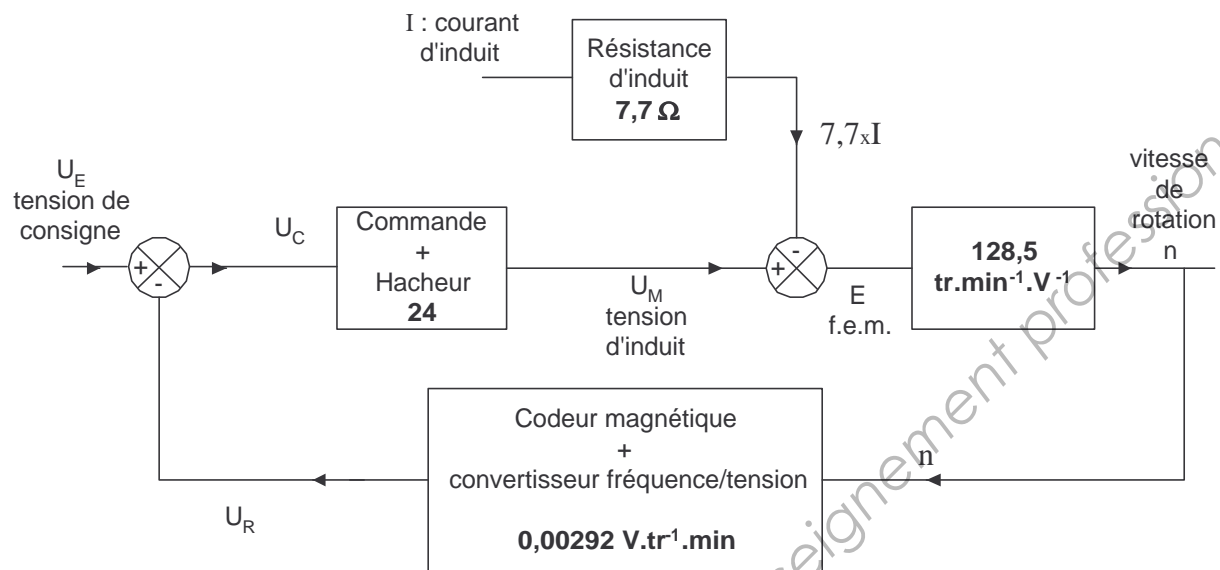 I : courant
d'induit
Résistance
d'induit
7,7 Ω
7,7xI
U_E
tension de
consigne
U_C
Commande
+
Hacheur
24
+
-
U_M
tension
d'induit
+
-
E
f.e.m.
128,5
tr.min⁻¹.V⁻¹
vitesse
de
rotation
n
Codeur magnétique
+
convertisseur fréquence/tension
0,00292 V.tr⁻¹.min
n
U_R